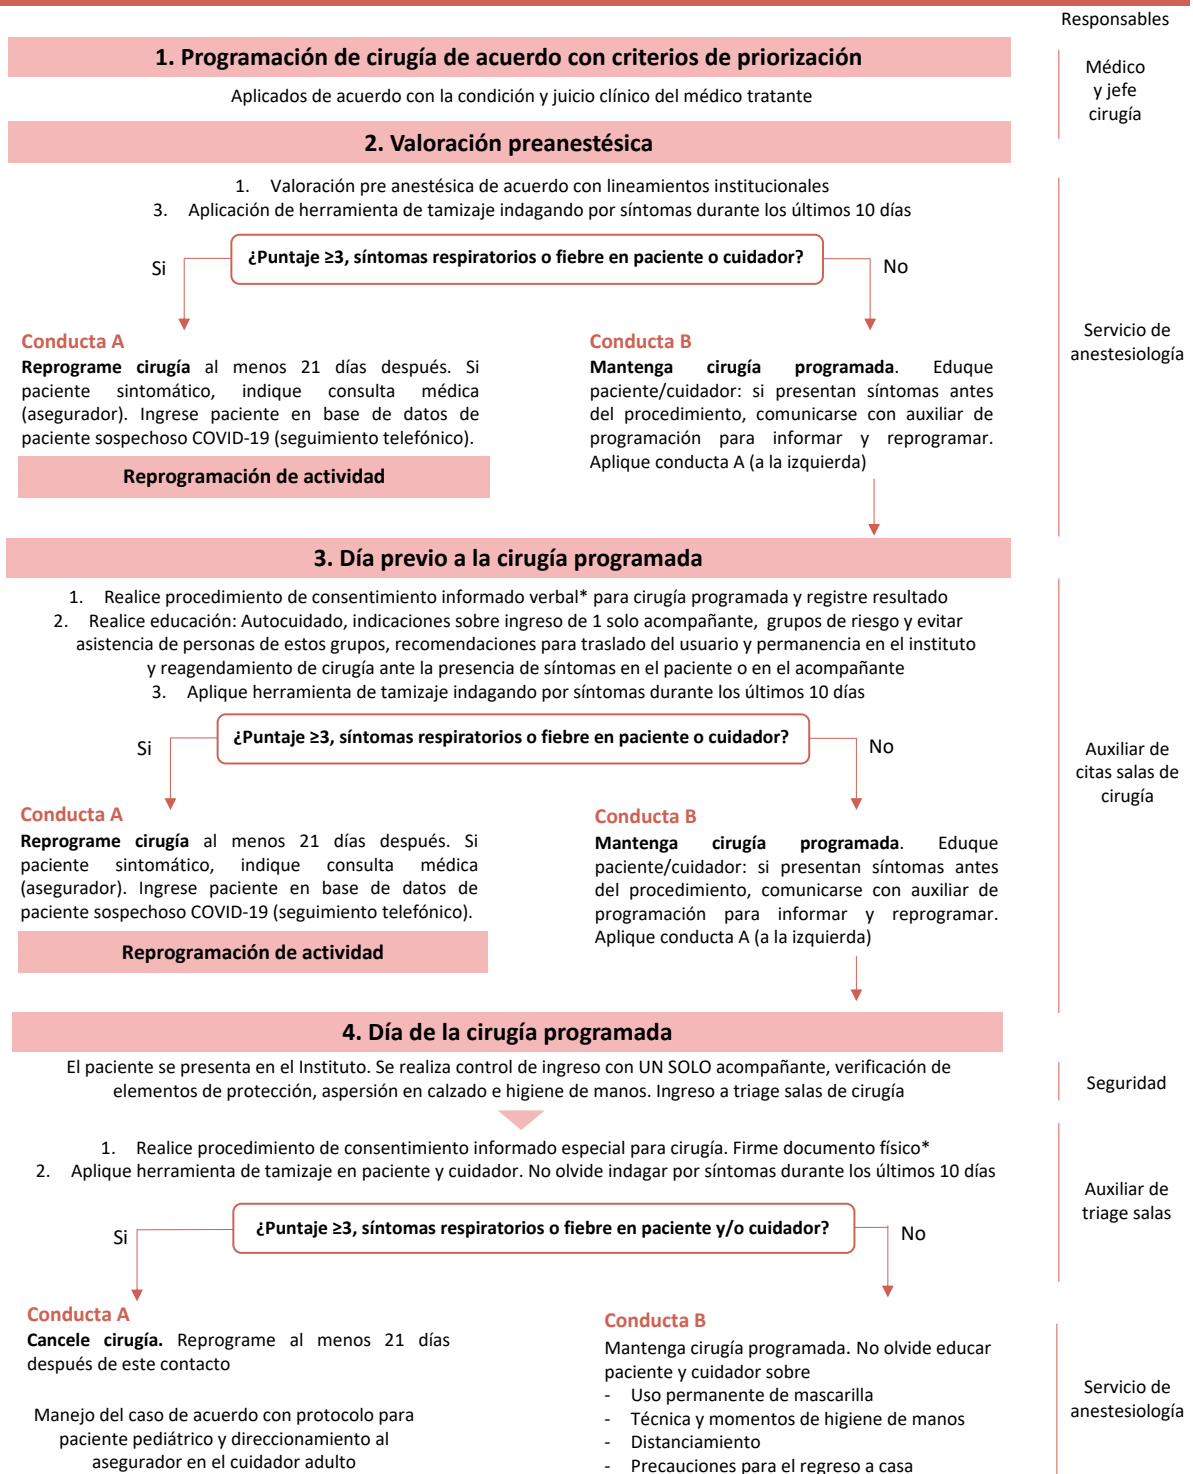 Responsables
1. Programación de cirugía de acuerdo con criterios de priorización
Aplicados de acuerdo con la condición y juicio clínico del médico tratante
Médico
y jefe
cirugía
2. Valoración preanestésica
1. Valoración pre anestésica de acuerdo con lineamientos institucionales
3. Aplicación de herramienta de tamizaje indagando por síntomas durante los últimos 10 días
¿Puntaje ≥3, síntomas respiratorios o fiebre en paciente o cuidador?
Si
No
Conducta A
Reprograme cirugía al menos 21 días después. Si
paciente sintomático, indique consulta médica
(asegurador). Ingrese paciente en base de datos de
paciente sospechoso COVID-19 (seguimiento telefónico).
Reprogramación de actividad
Conducta B
Mantenga cirugía programada. Eduque
paciente/cuidador: si presentan síntomas antes
del procedimiento, comunicarse con auxiliar de
programación para informar y reprogramar.
Aplique conducta A (a la izquierda)
Servicio de
anestesiología
3. Día previo a la cirugía programada
1. Realice procedimiento de consentimiento informado verbal* para cirugía programada y registre resultado
2. Realice educación: Autocuidado, indicaciones sobre ingreso de 1 solo acompañante, grupos de riesgo y evitar
asistencia de personas de estos grupos, recomendaciones para traslado del usuario y permanencia en el instituto
y reagendamiento de cirugía ante la presencia de síntomas en el paciente o en el acompañante
3. Aplique herramienta de tamizaje indagando por síntomas durante los últimos 10 días
¿Puntaje ≥3, síntomas respiratorios o fiebre en paciente o cuidador?
Si
No
Conducta A
Reprograme cirugía al menos 21 días después. Si
paciente sintomático, indique consulta médica
(asegurador). Ingrese paciente en base de datos de
paciente sospechoso COVID-19 (seguimiento telefónico).
Reprogramación de actividad
Conducta B
Mantenga cirugía programada. Eduque
paciente/cuidador: si presentan síntomas antes
del procedimiento, comunicarse con auxiliar de
programación para informar y reprogramar.
Aplique conducta A (a la izquierda)
Auxiliar de
citas salas de
cirugía
4. Día de la cirugía programada
El paciente se presenta en el Instituto. Se realiza control de ingreso con UN SOLO acompañante, verificación de
elementos de protección, aspersión en calzado e higiene de manos. Ingreso a triage salas de cirugía
Seguridad
1. Realice procedimiento de consentimiento informado especial para cirugía. Firme documento físico*
2. Aplique herramienta de tamizaje en paciente y cuidador. No olvide indagar por síntomas durante los últimos 10 días
¿Puntaje ≥3, síntomas respiratorios o fiebre en paciente y/o cuidador?
Si
No
Auxiliar de
triage salas
Conducta A
Cancele cirugía. Reprograme al menos 21 días
después de este contacto
Manejo del caso de acuerdo con protocolo para
paciente pediátrico y direccionamiento al
asegurador en el cuidador adulto
Conducta B
Mantenga cirugía programada. No olvide educar
paciente y cuidador sobre
- Uso permanente de mascarilla
- Técnica y momentos de higiene de manos
- Distanciamiento
- Precauciones para el regreso a casa
Servicio de
anestesiología